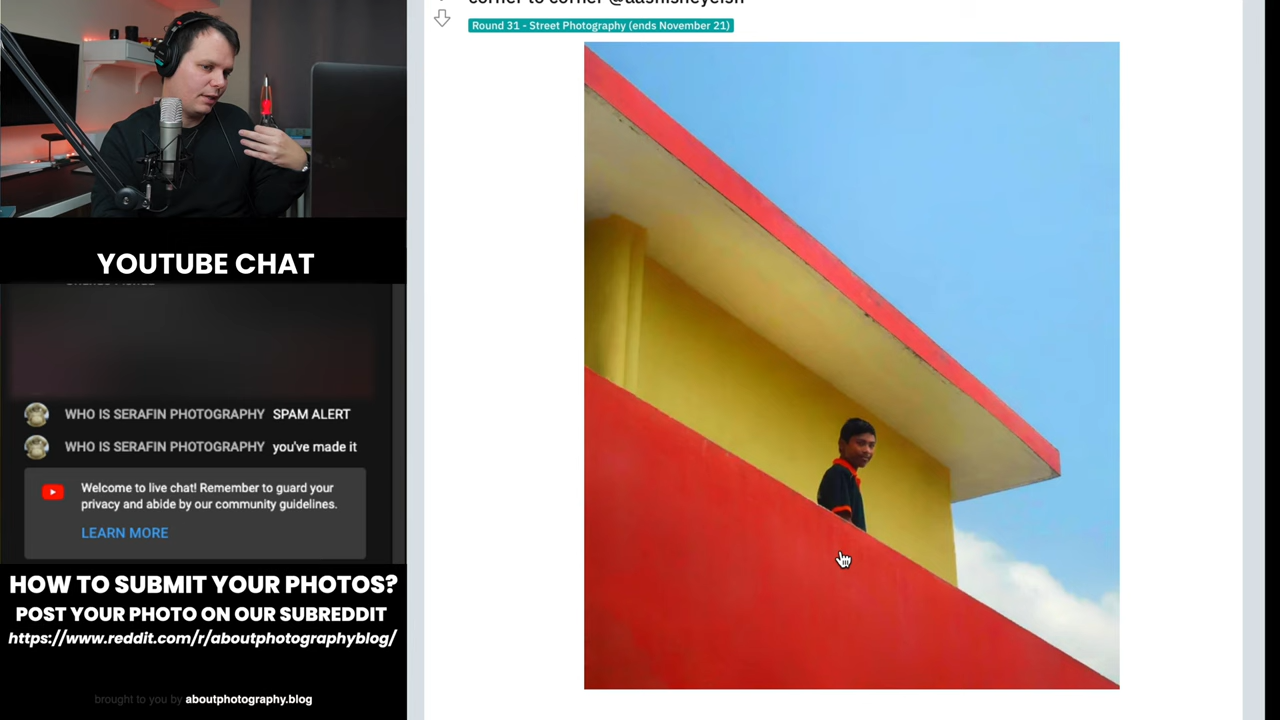 Round 31 - Street Photography (ends November 21)
YOUTUBE CHAT
WHO IS SERAFIN PHOTOGRAPHY SPAM ALERT
WHO IS SERAFIN PHOTOGRAPHY you've made it
Welcome to live chat! Remember to guard your
privacy and abide by our community guidelines.
LEARN MORE
HOW TO SUBMIT YOUR PHOTOS?
POST YOUR PHOTO ON OUR SUBREDDIT
https://www.reddit.com/r/aboutphotographyblog/
brought to you by aboutphotography.blog